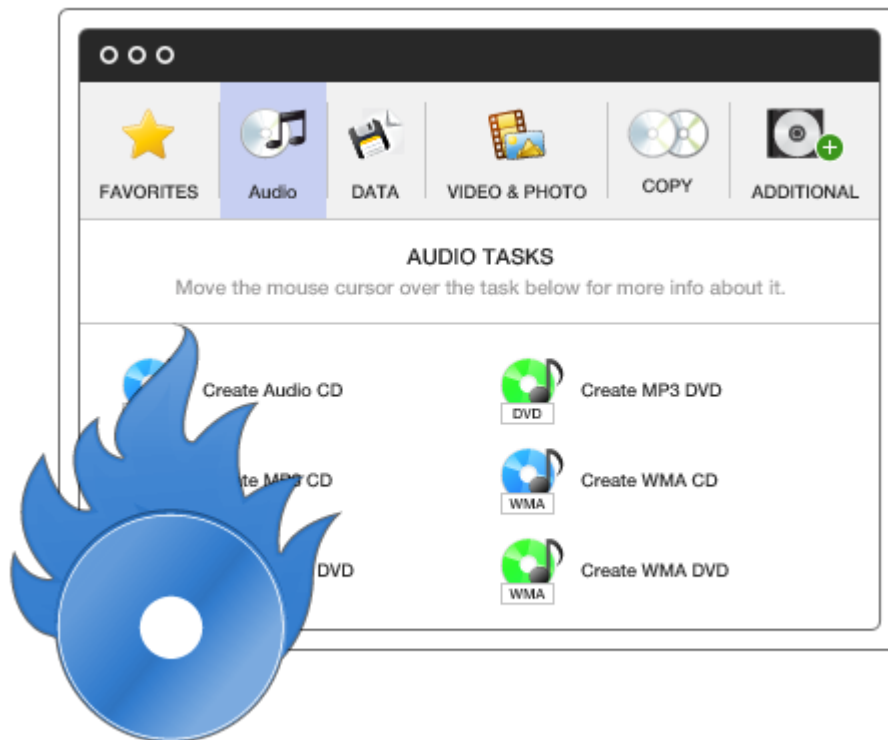 FAVORITES
Audio
DATA
VIDEO & PHOTO
COPY
ADDITIONAL
AUDIO TASKS
Move the mouse cursor over the task below for more info about it.
Create Audio CD
DVD
Create MP3 DVD
CD
WMA
Create WMA CD
DVD
WMA
Create WMA DVD